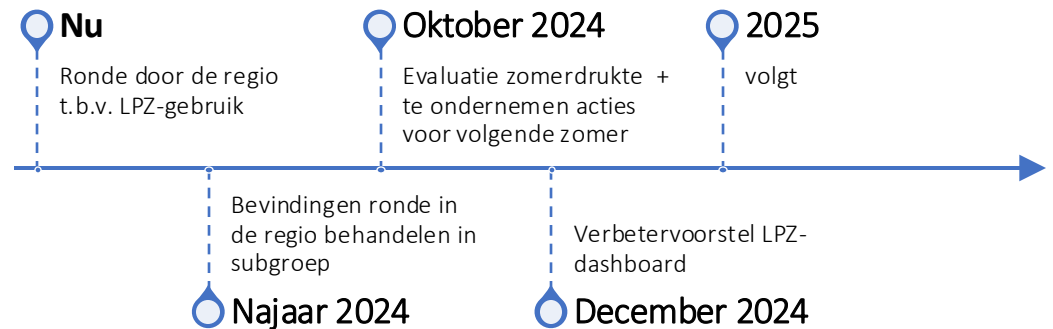 Nu
Ronde door de regio
t.b.v. LPZ-gebruik
Oktober 2024
Evaluatie zomerdrukte +
te ondernemen acties
voor volgende zomer
2025
volgt
Bevindingen ronde in
de regio behandelen in
subgroep
Najaar 2024
Verbetervoorstel LPZ-
dashboard
December 2024